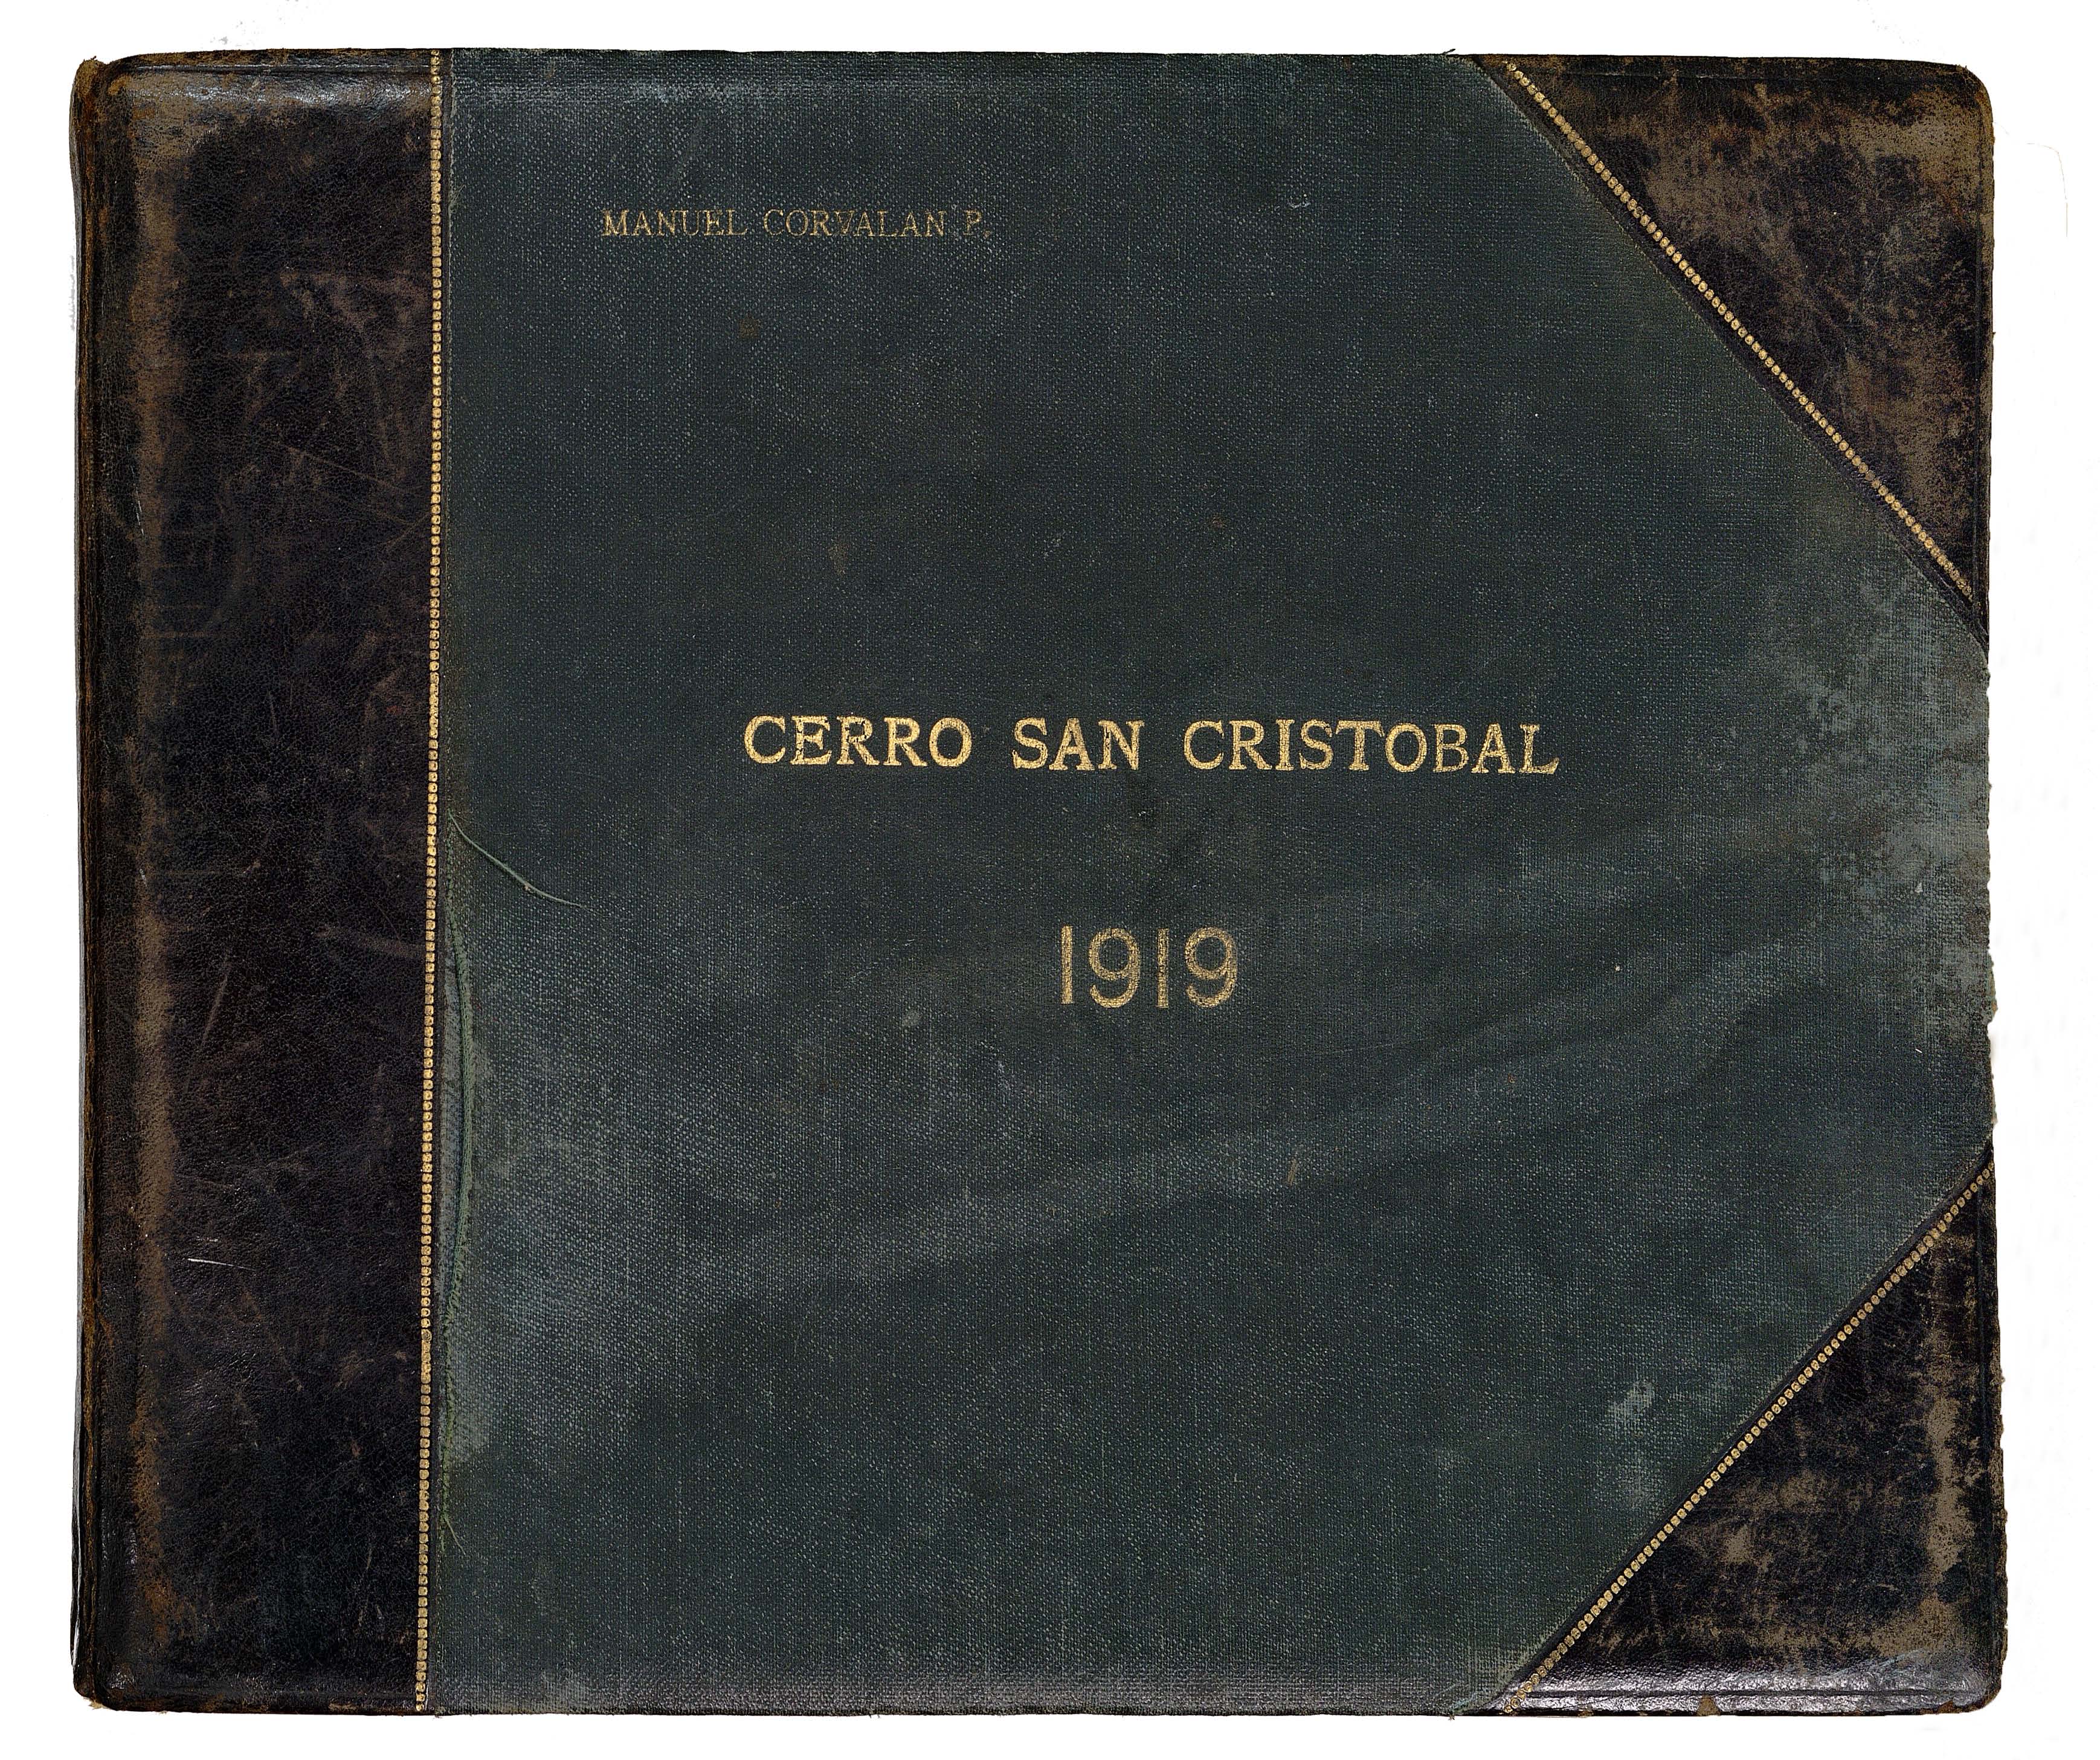 MANUEL CORVALAN P.
CERRO SAN CRISTOBAL
1919